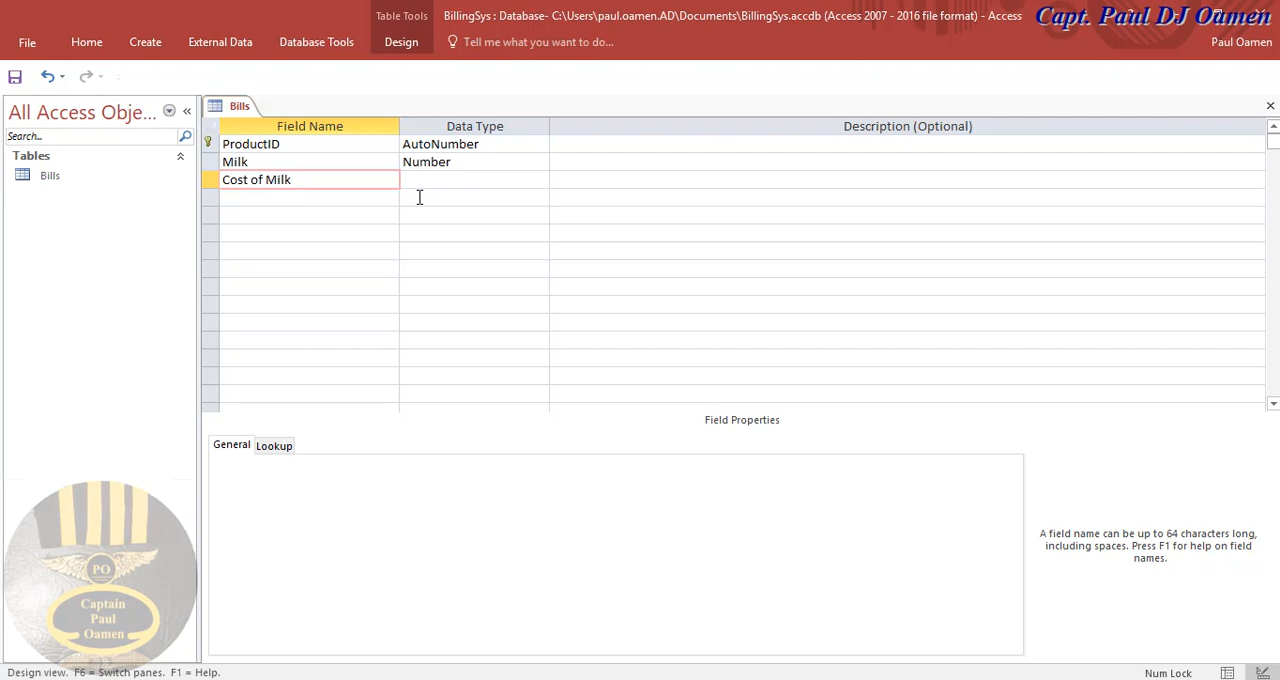 Table Tools
BillingSys : Database- C:\Users\paul.oamen.AD\Documents\BillingSys.accdb (Access 2007 - 2016 file format) - Access
Capt. Paul DJ Oamen
File
Home
Create
External Data
Database Tools
Design
Tell me what you want to do...
Paul Oamen
All Access Obje...
Search...
Tables
Bills
Bills
Field Name
Data Type
Description (Optional)
ProductID
AutoNumber
Milk
Number
Cost of Milk
Field Properties
General
Lookup
A field name can be up to 64 characters long,
including spaces. Press F1 for help on field
names.
PO
Captain
Paul
Oamen
Design view. F6 = Switch panes. F1 = Help.
Num Lock